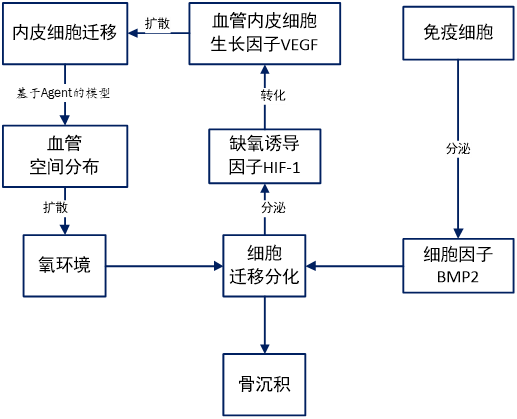 内皮细胞迁移
扩散
血管内皮细胞
生长因子VEGF
免疫细胞
基于Agent的模型
转化
血管
空间分布
缺氧诱导
因子HIF-1
分泌
扩散
分泌
氧环境
细胞
迁移分化
细胞因子
BMP2
骨沉积